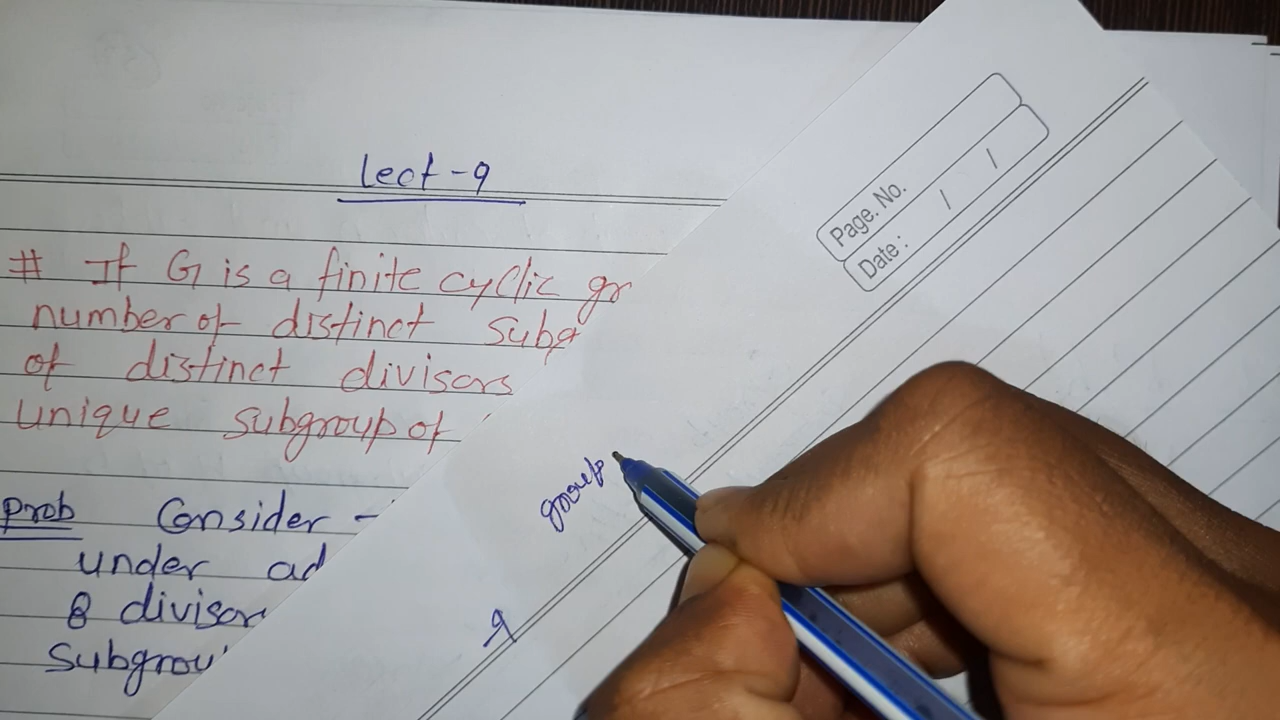 Lect-9
# If G is a finite cyclic gr
number of distinct subg
of distinct divisors
unique subgroup of
Prob Consider -
under ad
8 divisor
Subgrou
Page. No.
Date : / /
group